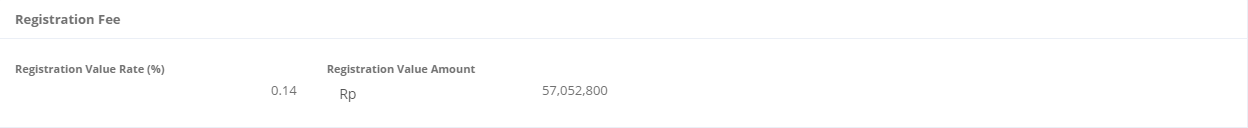 Registration Fee
Registration Value Rate (%) Registration Value Amount
0.14 Rp 57,052,800